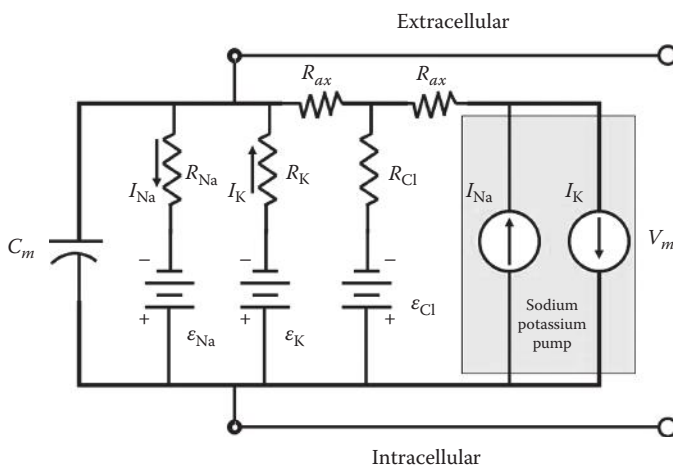 Extracellular
R_ax R_ax
I_Na R_Na I_K R_K R_Cl I_Na I_K
C_m V_m
− − −
+ + +
ε_Na ε_K ε_Cl
Sodium
potassium
pump
Intracellular